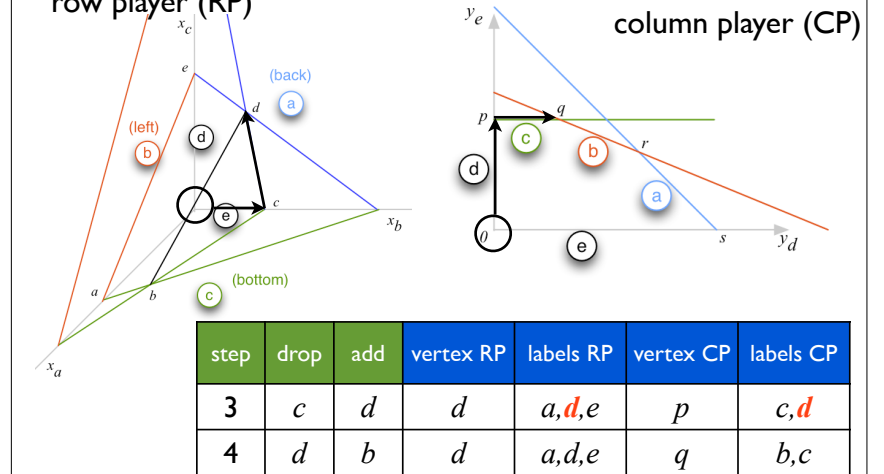 row player (RP)
column player (CP)
x_c
y_e
e
(back)
a
d
(left)
b
d
p
q
c
b
r
d
a
e
c
x_b
0
s
y_d
e
a
b
(bottom)
c
x_a
step drop add vertex RP labels RP vertex CP labels CP
3 c d d a,d,e p c,d
4 d b d a,d,e q b,c